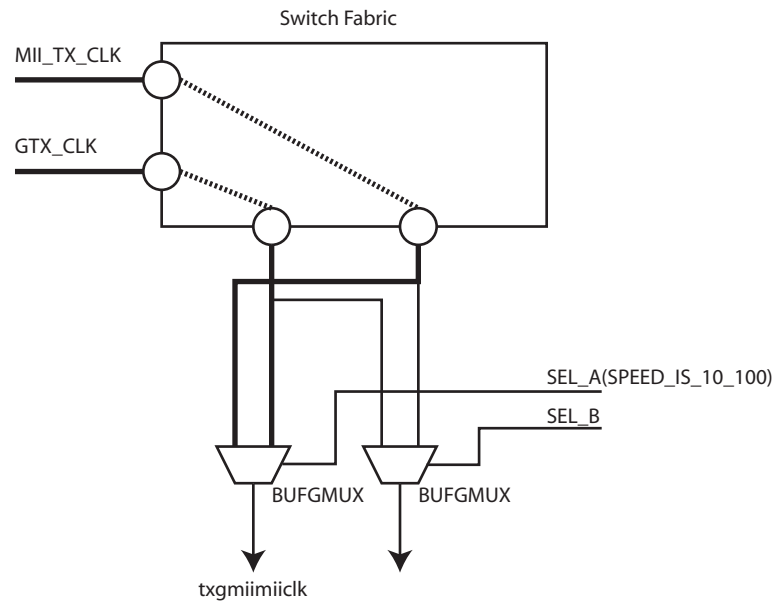 Switch Fabric
MII_TX_CLK
GTX_CLK
SEL_A(SPEED_IS_10_100)
SEL_B
BUFGMUX
BUFGMUX
txgmiimiiclk